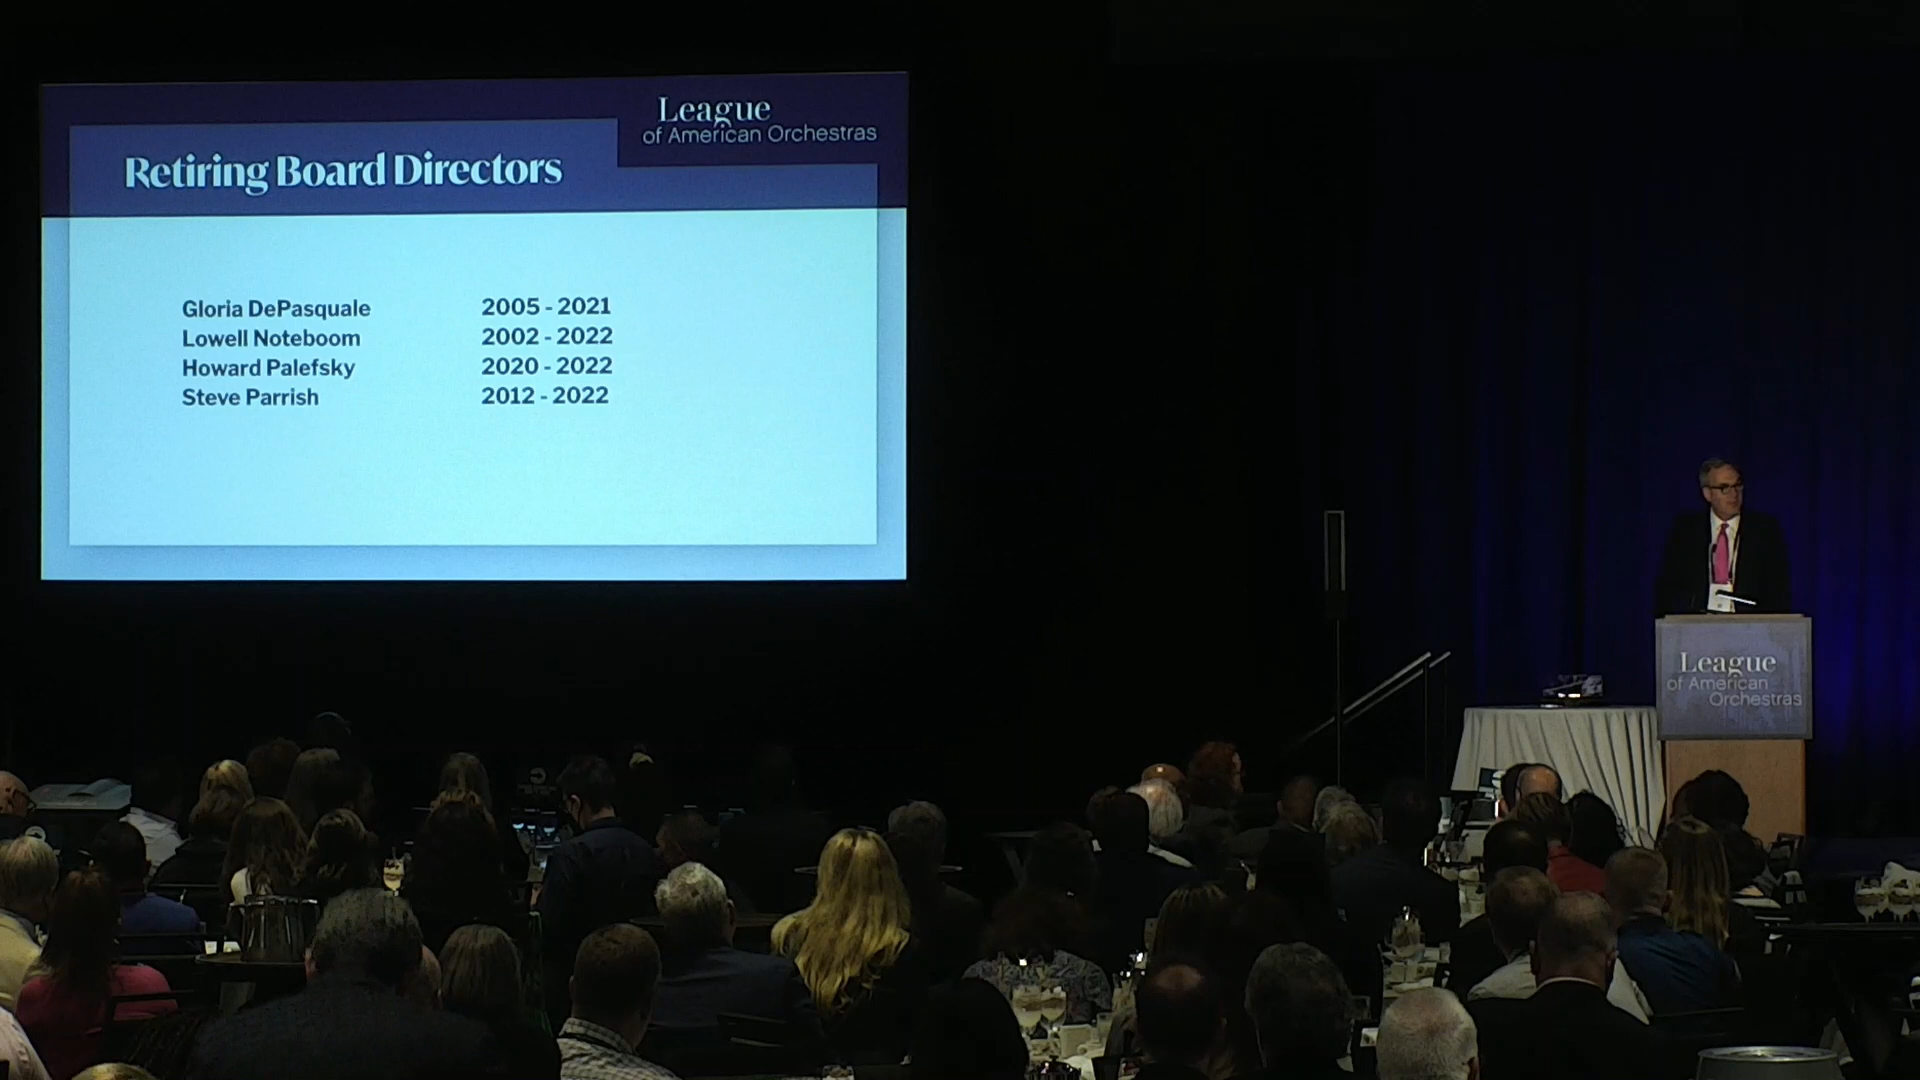 League
of American Orchestras
Retiring Board Directors
Gloria DePasquale 2005 - 2021
Lowell Noteboom 2002 - 2022
Howard Palefsky 2020 - 2022
Steve Parrish 2012 - 2022
League
of American
Orchestras